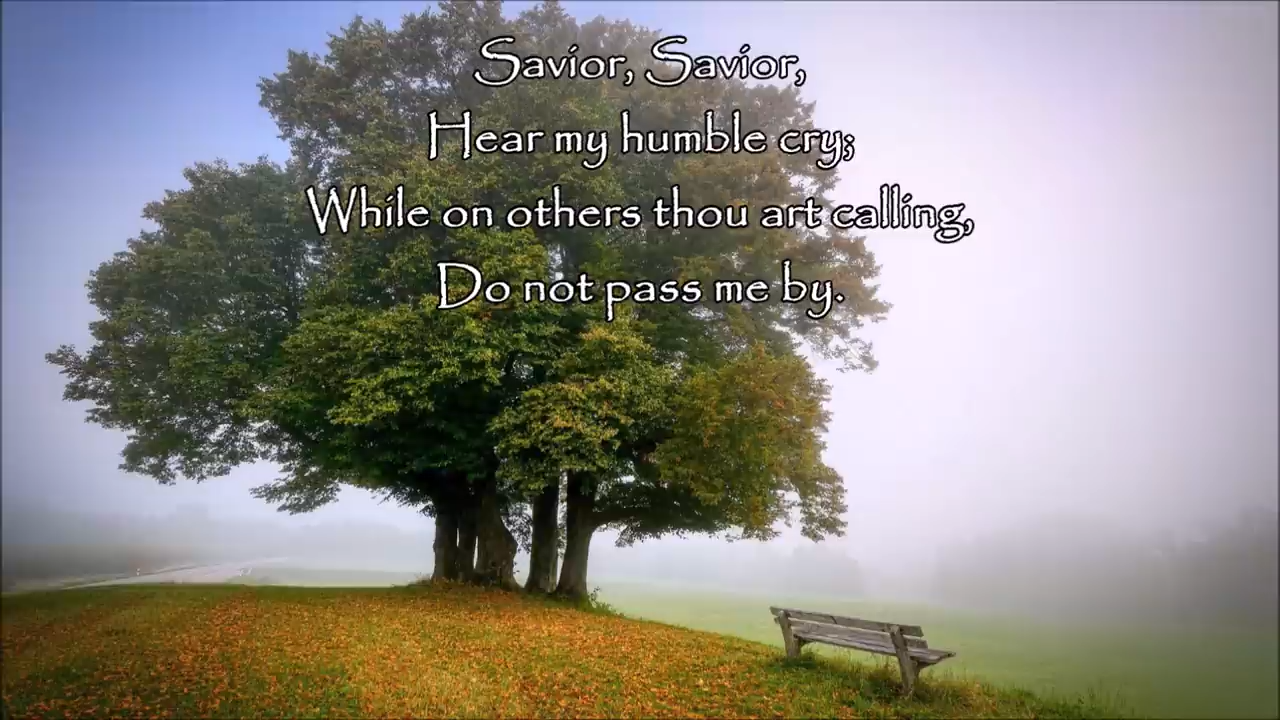 Savior, Savior,
Hear my humble cry;
While on others thou art calling,
Do not pass me by.